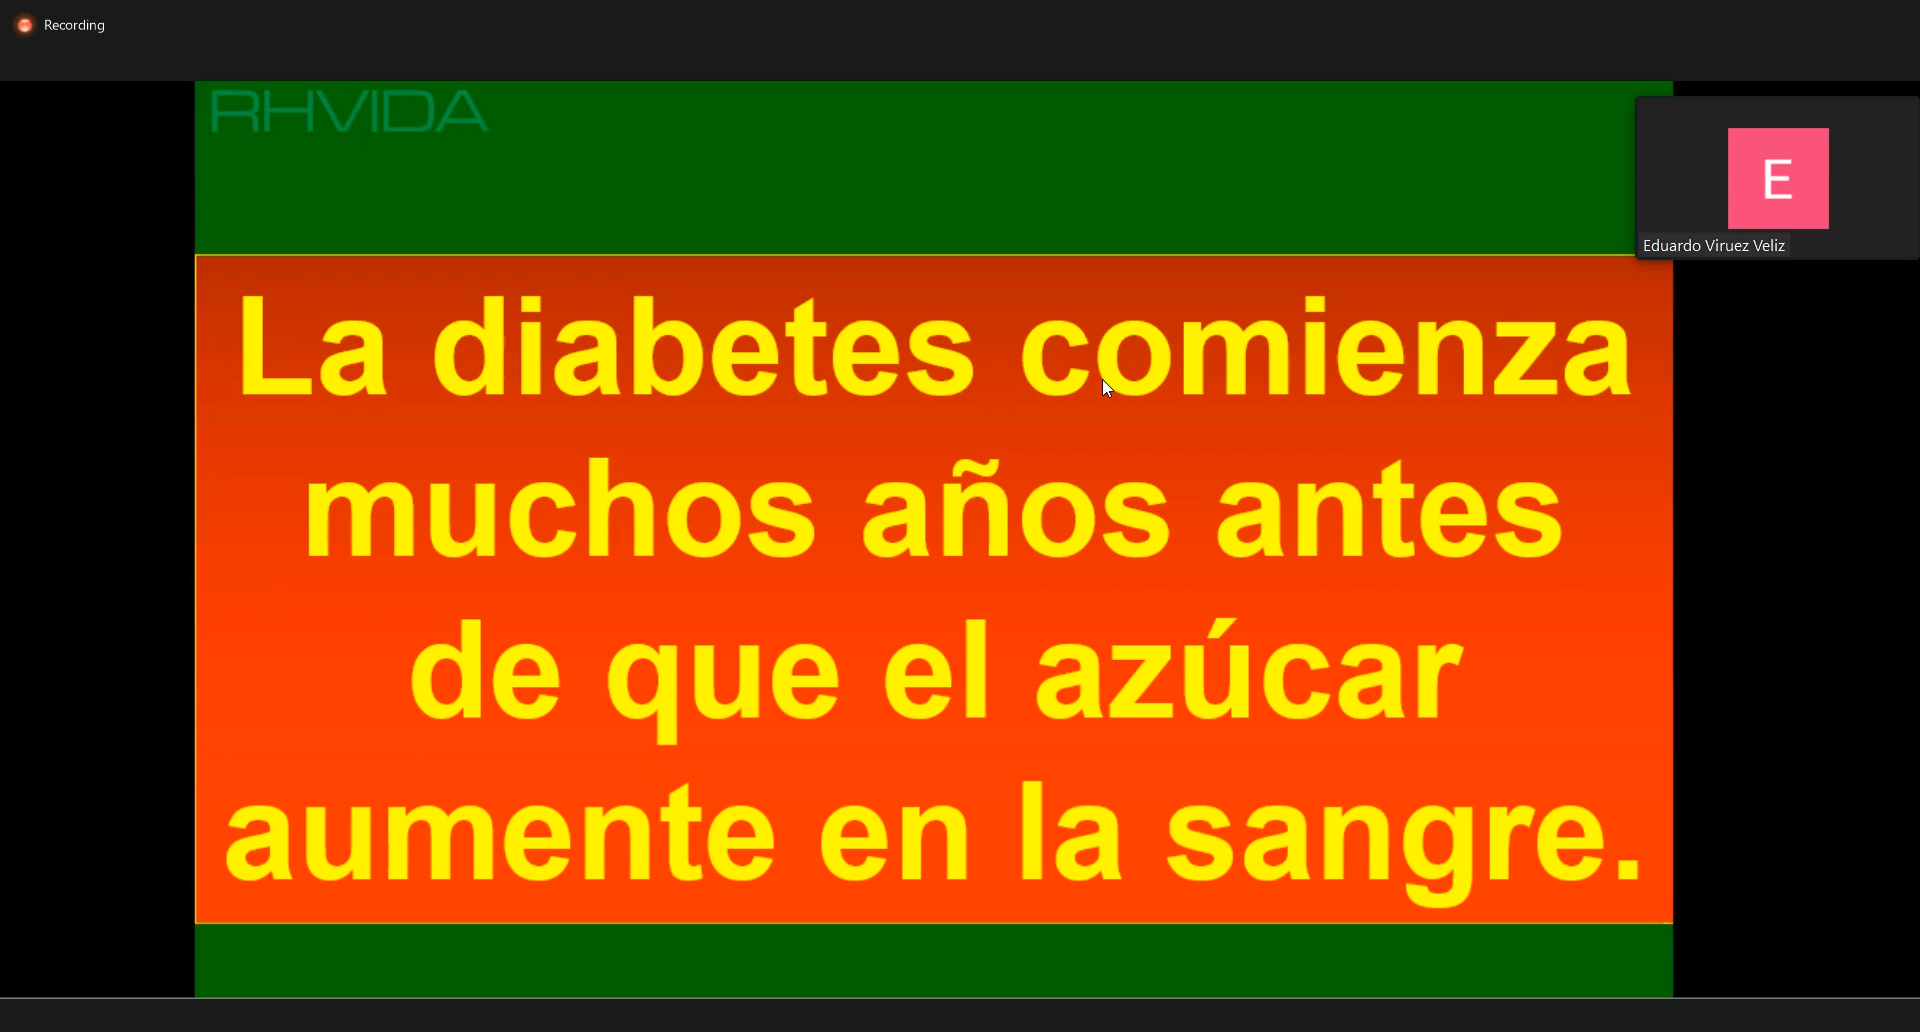 Recording
RHVIDA
E
Eduardo Viruez Veliz
La diabetes comienza
muchos años antes
de que el azúcar
aumente en la sangre.